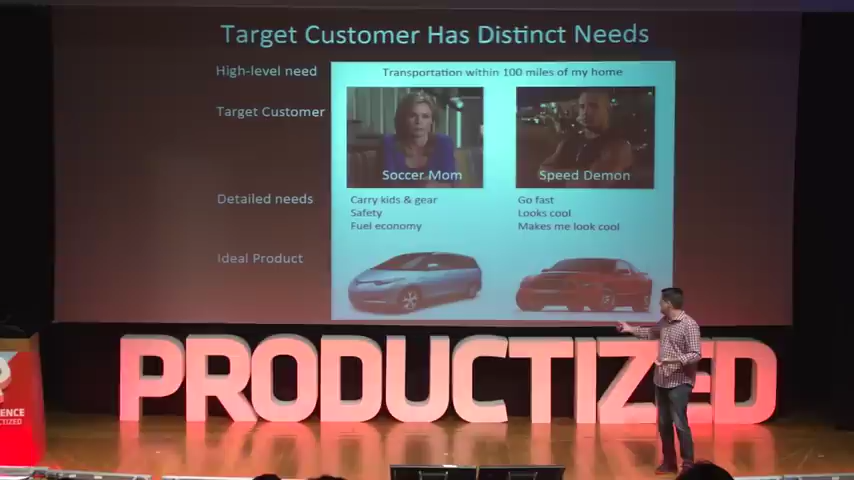 Target Customer Has Distinct Needs
High-level need
Transportation within 100 miles of my home
Target Customer
Soccer Mom
Speed Demon
Detailed needs
Carry kids & gear
Safety
Fuel economy
Go fast
Looks cool
Makes me look cool
Ideal Product
PRODUCTIZED
ENCE
CTIZED